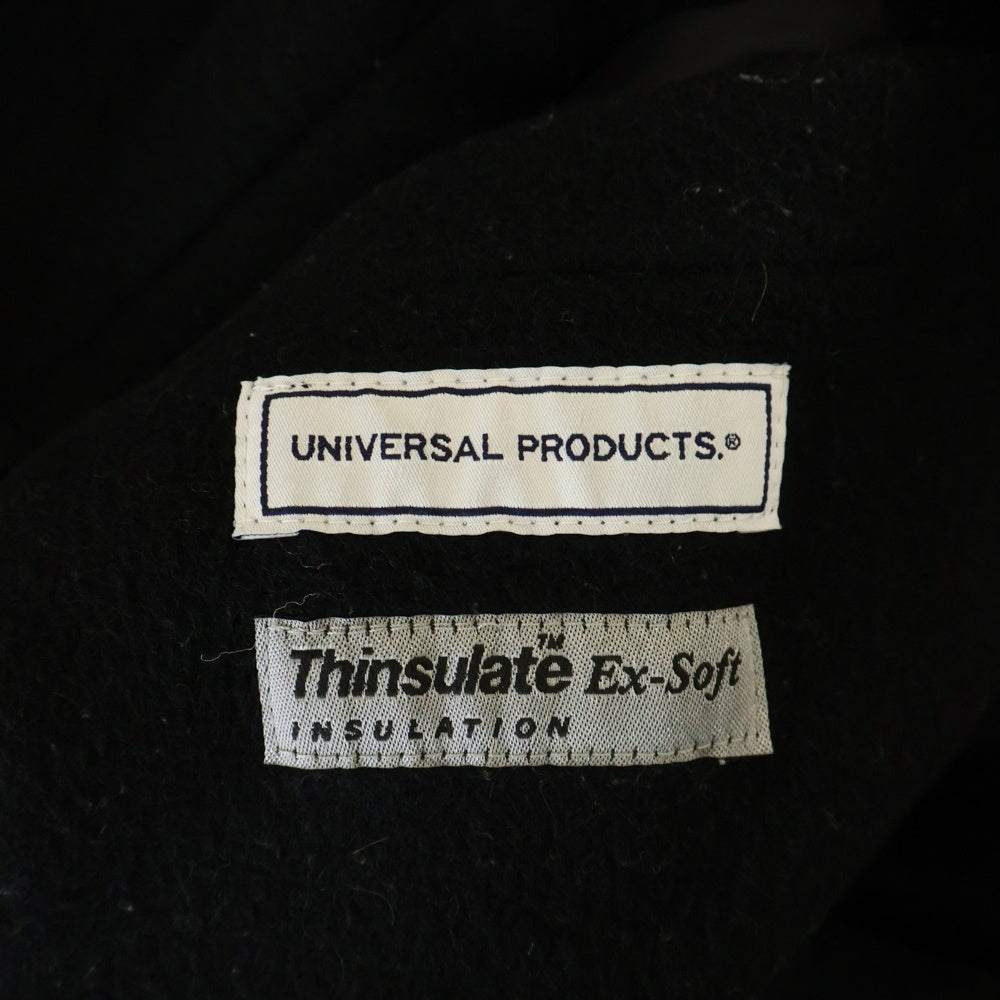 UNIVERSAL PRODUCTS.®
Thinsulate™ Ex-Soft
INSULATION